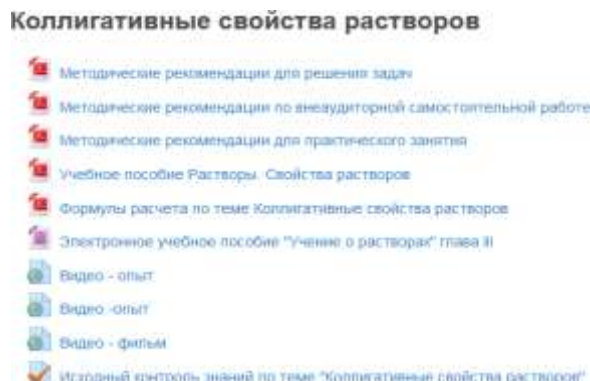 Коллигативные свойства растворов
Методические рекомендации для решения задач
Методические рекомендации по внеаудиторной самостоятельной работе
Методические рекомендации для практического занятия
Учебное пособие Растворы. Свойства растворов
Формулы расчета по теме Коллигативные свойства растворов
Электронное учебное пособие "Учение о растворах" глава III
Видео - опыт
Видео -опыт
Видео - фильм
Исходный контроль знаний по теме "Коллигативные свойства растворов"